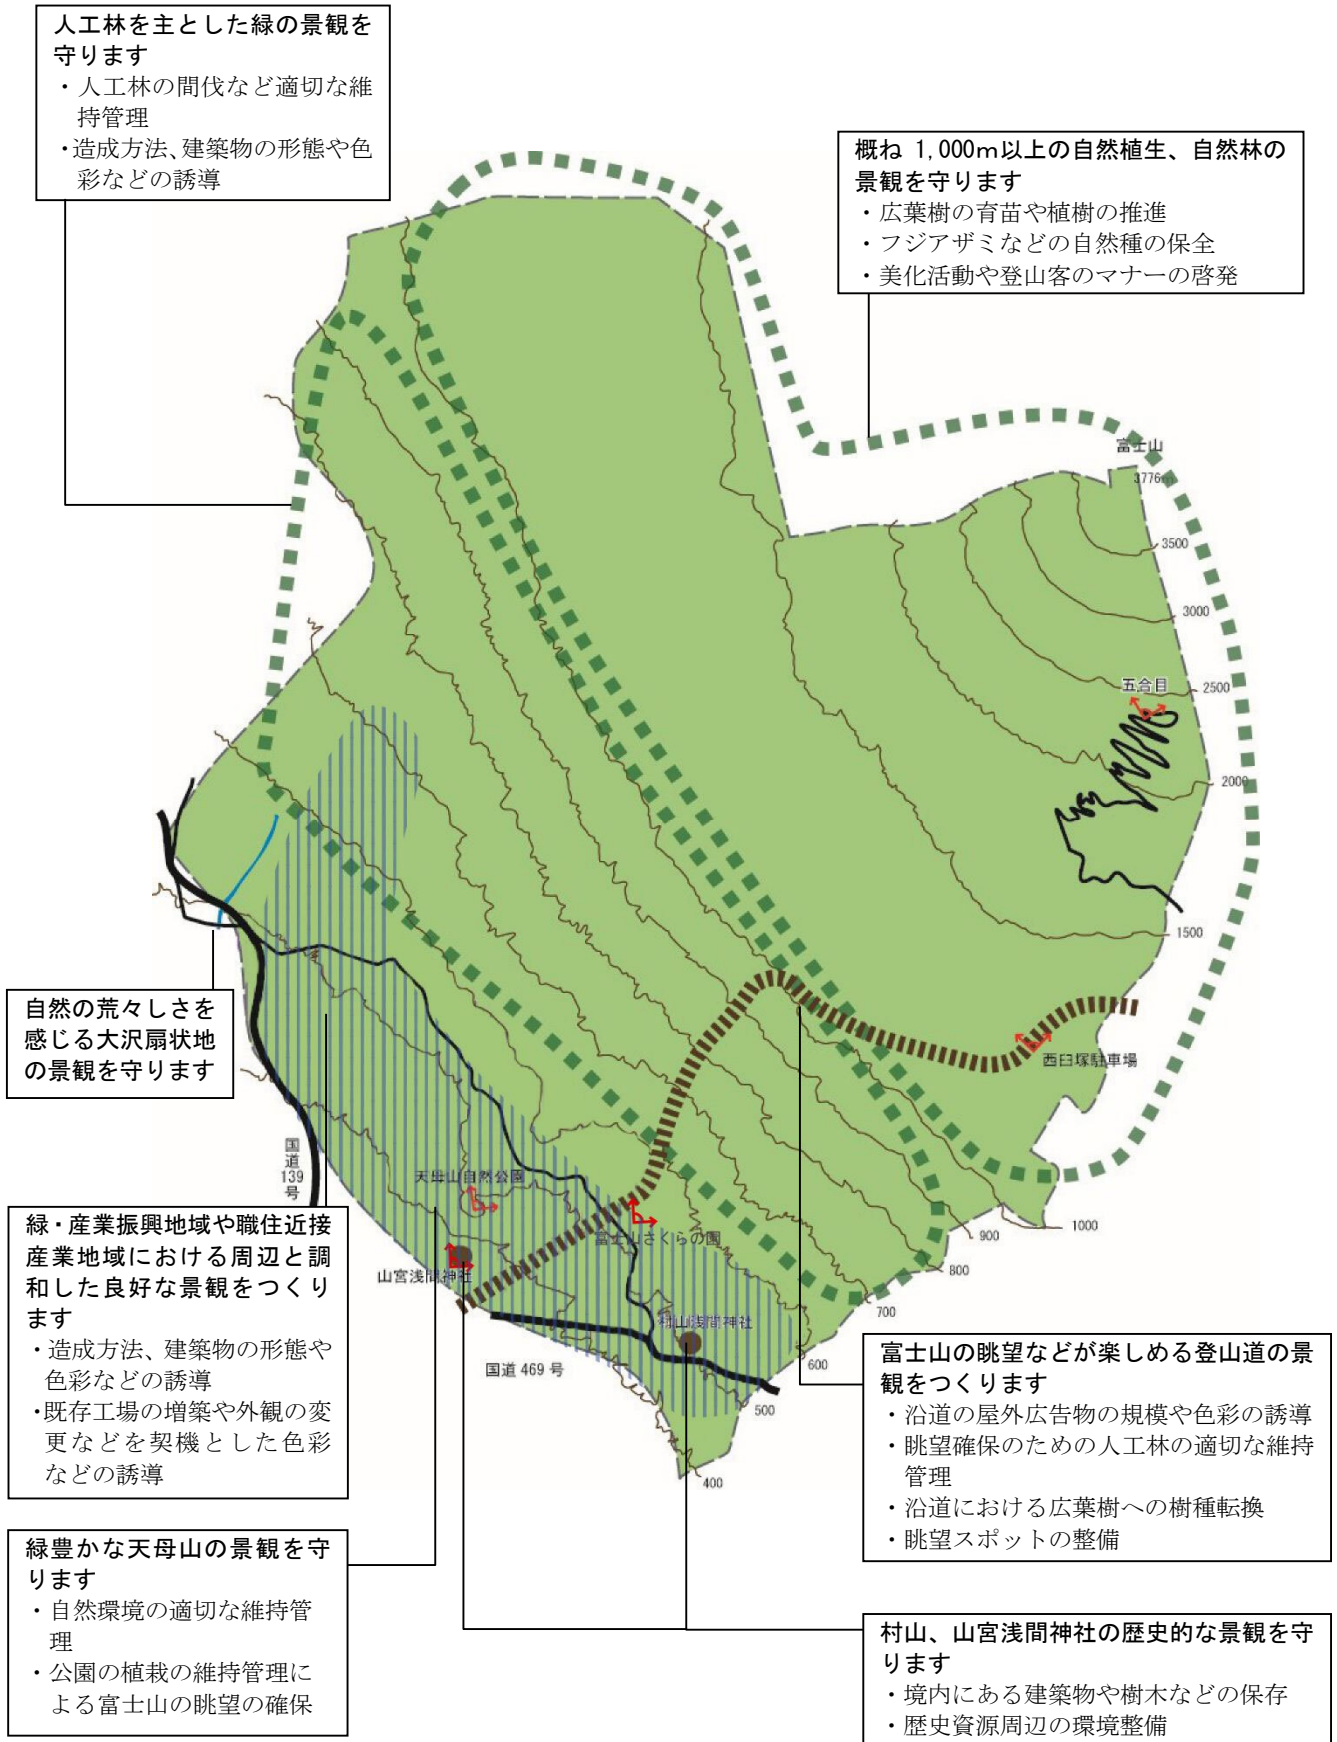 人工林を主とした緑の景観を
守ります
・人工林の間伐など適切な維
持管理
・造成方法、建築物の形態や色
彩などの誘導
概ね 1,000m以上の自然植生、自然林の
景観を守ります
・広葉樹の育苗や植樹の推進
・フジアザミなどの自然種の保全
・美化活動や登山客のマナーの啓発
富士山
3776m
3500
3000
五合目
2500
2000
1500
自然の荒々しさを
感じる大沢扇状地
の景観を守ります
西臼塚駐車場
国道
139
号
天母山自然公園
富士山さくらの園
山宮浅間神社
村山浅間神社
国道 469 号
1000
900
800
700
600
500
400
緑・産業振興地域や職住近接
産業地域における周辺と調
和した良好な景観をつくり
ます
・造成方法、建築物の形態や
色彩などの誘導
・既存工場の増築や外観の変
更などを契機とした色彩
などの誘導
富士山の眺望などが楽しめる登山道の景
観をつくります
・沿道の屋外広告物の規模や色彩の誘導
・眺望確保のための人工林の適切な維持
管理
・沿道における広葉樹への樹種転換
・眺望スポットの整備
緑豊かな天母山の景観を守
ります
・自然環境の適切な維持管
理
・公園の植栽の維持管理に
よる富士山の眺望の確保
村山、山宮浅間神社の歴史的な景観を守
ります
・境内にある建築物や樹木などの保存
・歴史資源周辺の環境整備